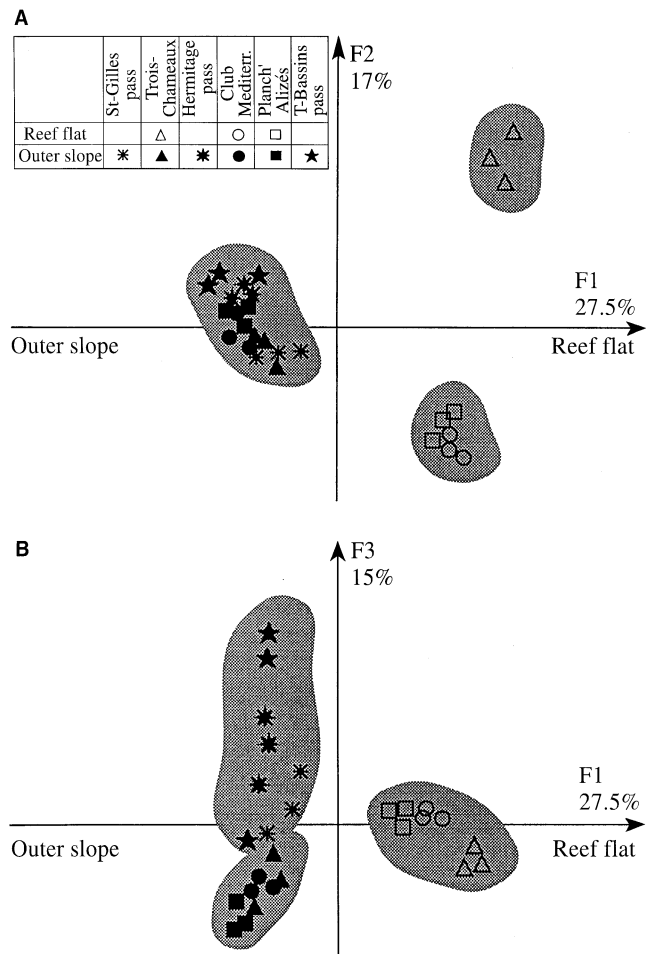 A
St-Gilles pass
Trois-Chameaux
Hermitage pass
Club Mediterr.
Planch' Alizés
T-Bassins pass
Reef flat
Outer slope
F2
17%
F1
27.5%
Outer slope
Reef flat
B
F3
15%
F1
27.5%
Outer slope
Reef flat